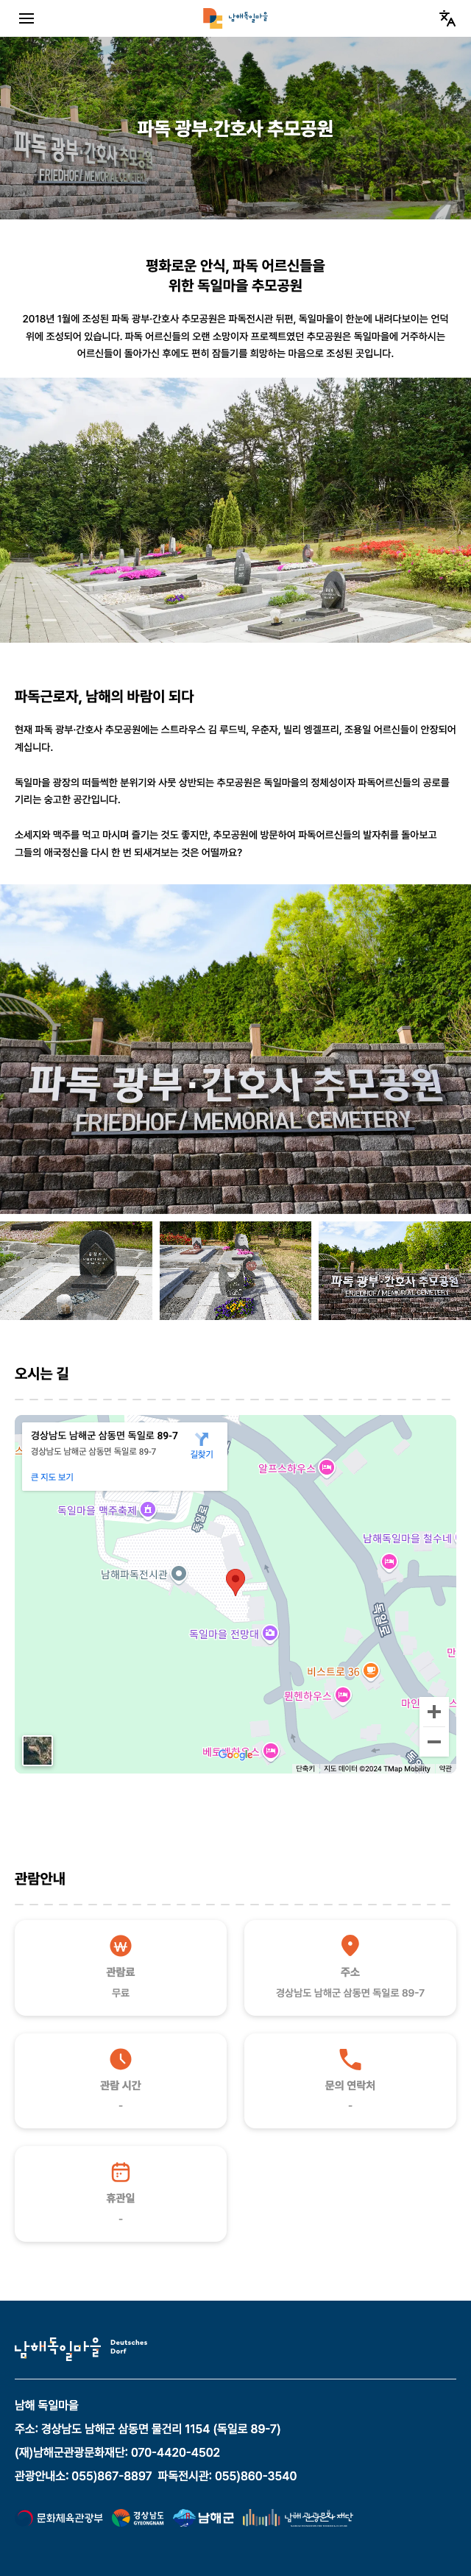 남해독일마을
파독 광부·간호사 추모공원
파독 광부·간호사 추모공원
FRIEDHOF/MEMORIAL CEMETERY
평화로운 안식, 파독 어르신들을
위한 독일마을 추모공원
2018년 1월에 조성된 파독 광부·간호사 추모공원은 파독전시관 뒤편, 독일마을이 한눈에 내려다보이는 언덕
위에 조성되어 있습니다. 파독 어르신들의 오랜 소망이자 프로젝트였던 추모공원은 독일마을에 거주하시는
어르신들이 돌아가신 후에도 편히 잠들기를 희망하는 마음으로 조성된 곳입니다.
파독근로자, 남해의 바람이 되다
현재 파독 광부·간호사 추모공원에는 스트라우스 김 루드빅, 우춘자, 빌리 엥겔프리, 조용일 어르신들이 안장되어
계십니다.
독일마을 광장의 떠들썩한 분위기와 사뭇 상반되는 추모공원은 독일마을의 정체성이자 파독어르신들의 공로를
기리는 숭고한 공간입니다.
소세지와 맥주를 먹고 마시며 즐기는 것도 좋지만, 추모공원에 방문하여 파독어르신들의 발자취를 돌아보고
그들의 애국정신을 다시 한 번 되새겨보는 것은 어떨까요?
파독 광부·간호사 추모공원
FRIEDHOF/ MEMORIAL CEMETERY
파독 광부·간호사 추모공원
FRIEDHOF/ MEMORIAL CEMETERY
오시는 길
경상남도 남해군 삼동면 독일로 89-7
경상남도 남해군 삼동면 독일로 89-7
길찾기
큰 지도 보기
알프스하우스
독일마을 맥주축제
독일로
남해독일마을 철수네
남해파독전시관
독일로
독일마을 전망대
비스트로 36
만
뮌헨하우스
마인
스
베토벤하우스
Google
단축키
지도 데이터 ©2024 TMap Mobility
약관
관람안내
관람료
무료
주소
경상남도 남해군 삼동면 독일로 89-7
관람 시간
-
문의 연락처
-
휴관일
-
남해독일마을
Deutsches
Dorf
남해 독일마을
주소: 경상남도 남해군 삼동면 물건리 1154 (독일로 89-7)
(재)남해군관광문화재단: 070-4420-4502
관광안내소: 055)867-8897 파독전시관: 055)860-3540
문화체육관광부
경상남도
GYEONGNAM
남해군
남해관광문화재단